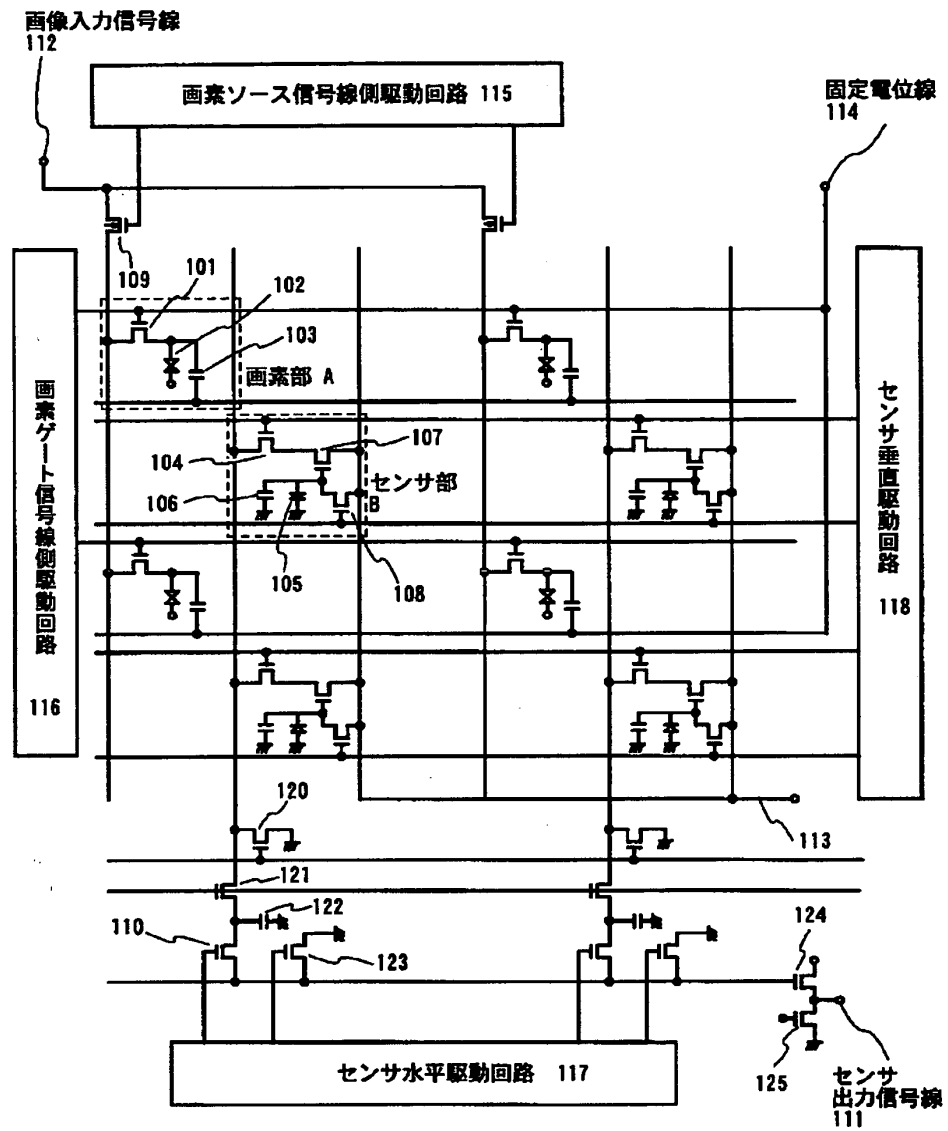 画像入力信号線
112
画素ソース信号線側駆動回路 115
固定電位線
114
109
101
102
103
画素部 A
画素ゲート信号線側駆動回路
116
センサ垂直駆動回路
118
104
107
106
センサ部
B
105
108
120
113
121
122
110
123
124
125
センサ水平駆動回路 117
センサ
出力信号線
111